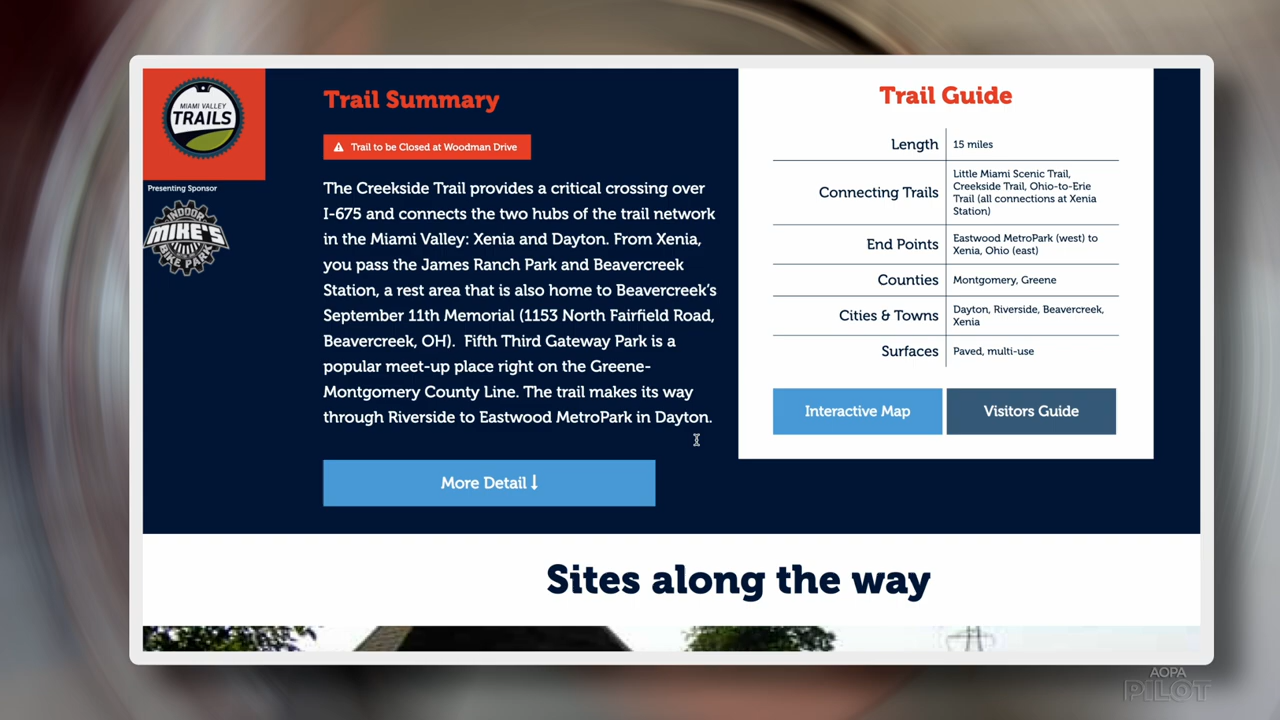 MIAMI VALLEY
TRAILS
Presenting Sponsor
INDOOR
MIKE'S
BIKE PARK
Trail Summary
Trail to be Closed at Woodman Drive
The Creekside Trail provides a critical crossing over
I-675 and connects the two hubs of the trail network
in the Miami Valley: Xenia and Dayton. From Xenia,
you pass the James Ranch Park and Beavercreek
Station, a rest area that is also home to Beavercreek's
September 11th Memorial (1153 North Fairfield Road,
Beavercreek, OH).  Fifth Third Gateway Park is a
popular meet-up place right on the Greene-
Montgomery County Line. The trail makes its way
through Riverside to Eastwood MetroPark in Dayton.
More Detail ↓
Trail Guide
Length 15 miles
Connecting Trails Little Miami Scenic Trail,
Creekside Trail, Ohio-to-Erie
Trail (all connections at Xenia
Station)
End Points Eastwood MetroPark (west) to
Xenia, Ohio (east)
Counties Montgomery, Greene
Cities & Towns Dayton, Riverside, Beavercreek,
Xenia
Surfaces Paved, multi-use
Interactive Map Visitors Guide
Sites along the way
AOPA
PILOT